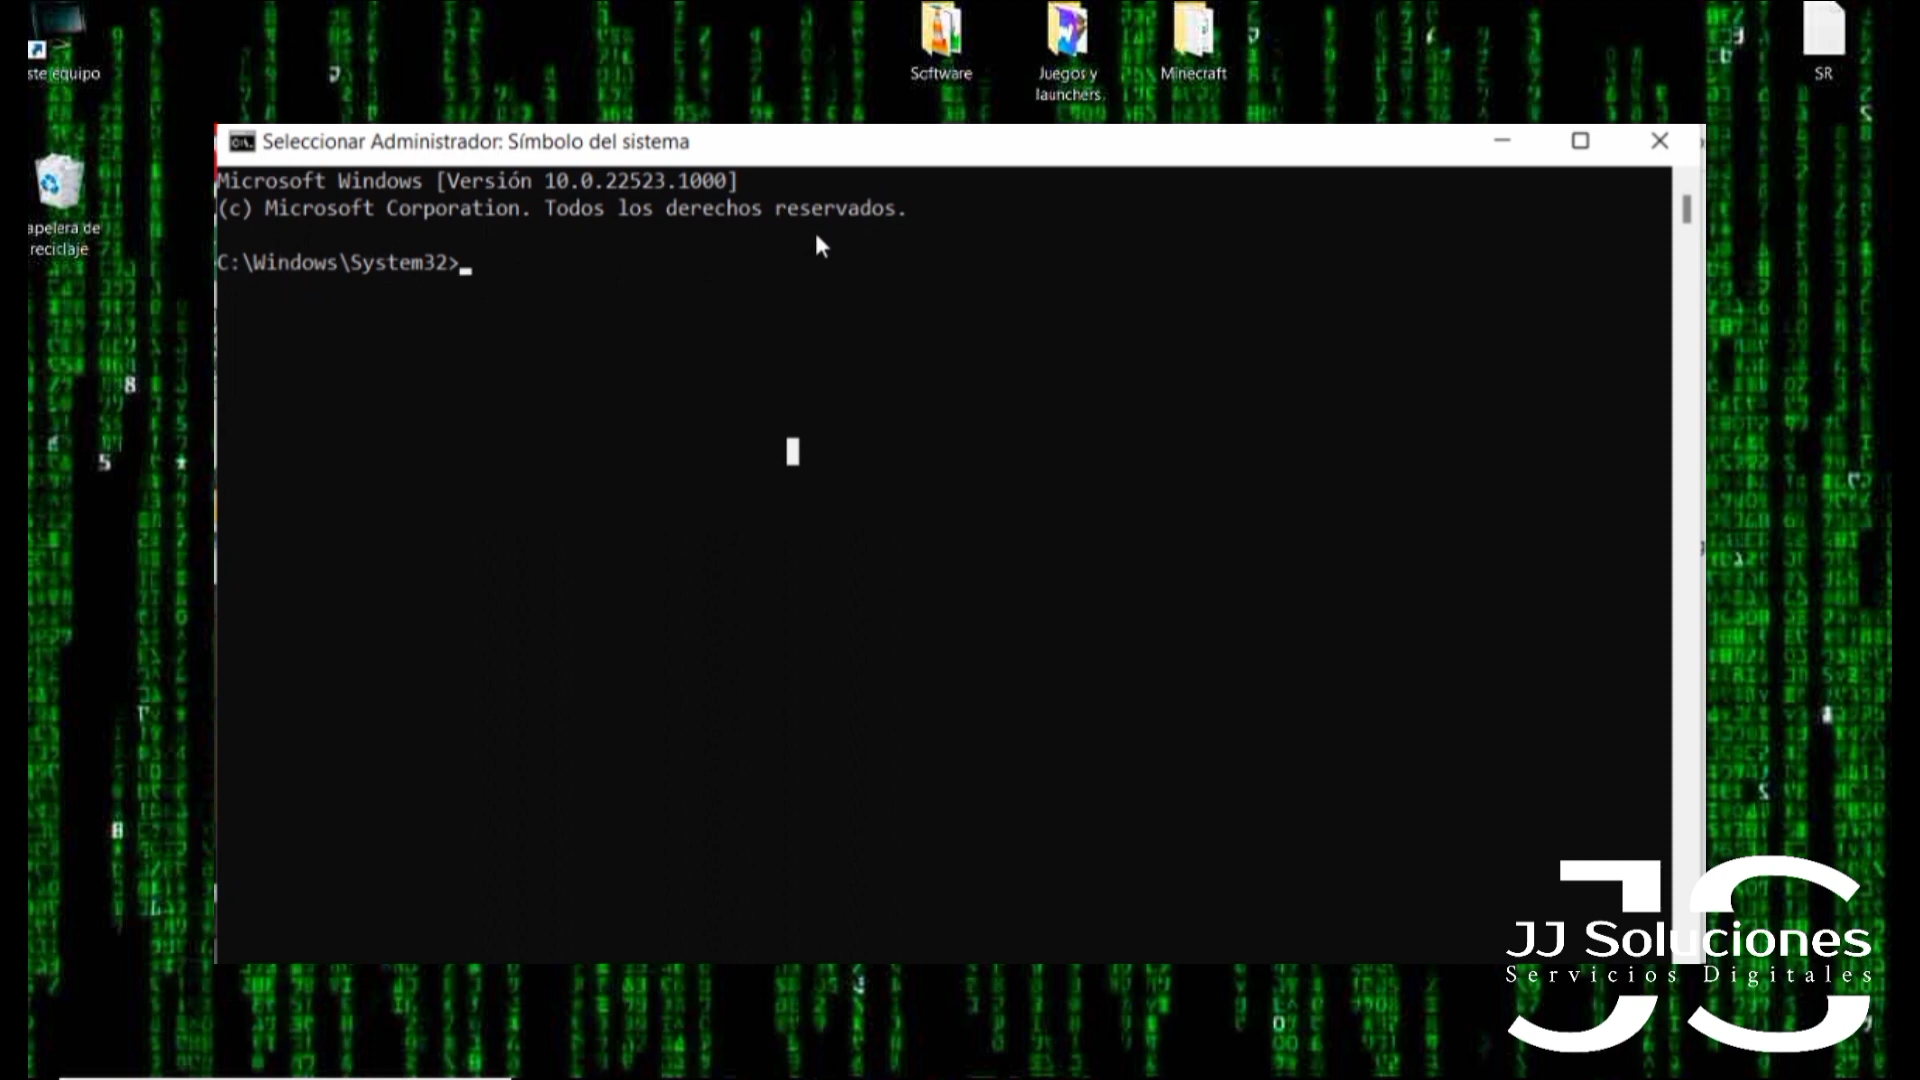 ste equipo
Software
Juegos y
launchers
Minecraft
SR
apelera de
reciclaje
Seleccionar Administrador: Símbolo del sistema
Microsoft Windows [Versión 10.0.22523.1000]
(c) Microsoft Corporation. Todos los derechos reservados.
C:\Windows\System32>
JJ Soluciones
Servicios Digitales
JS